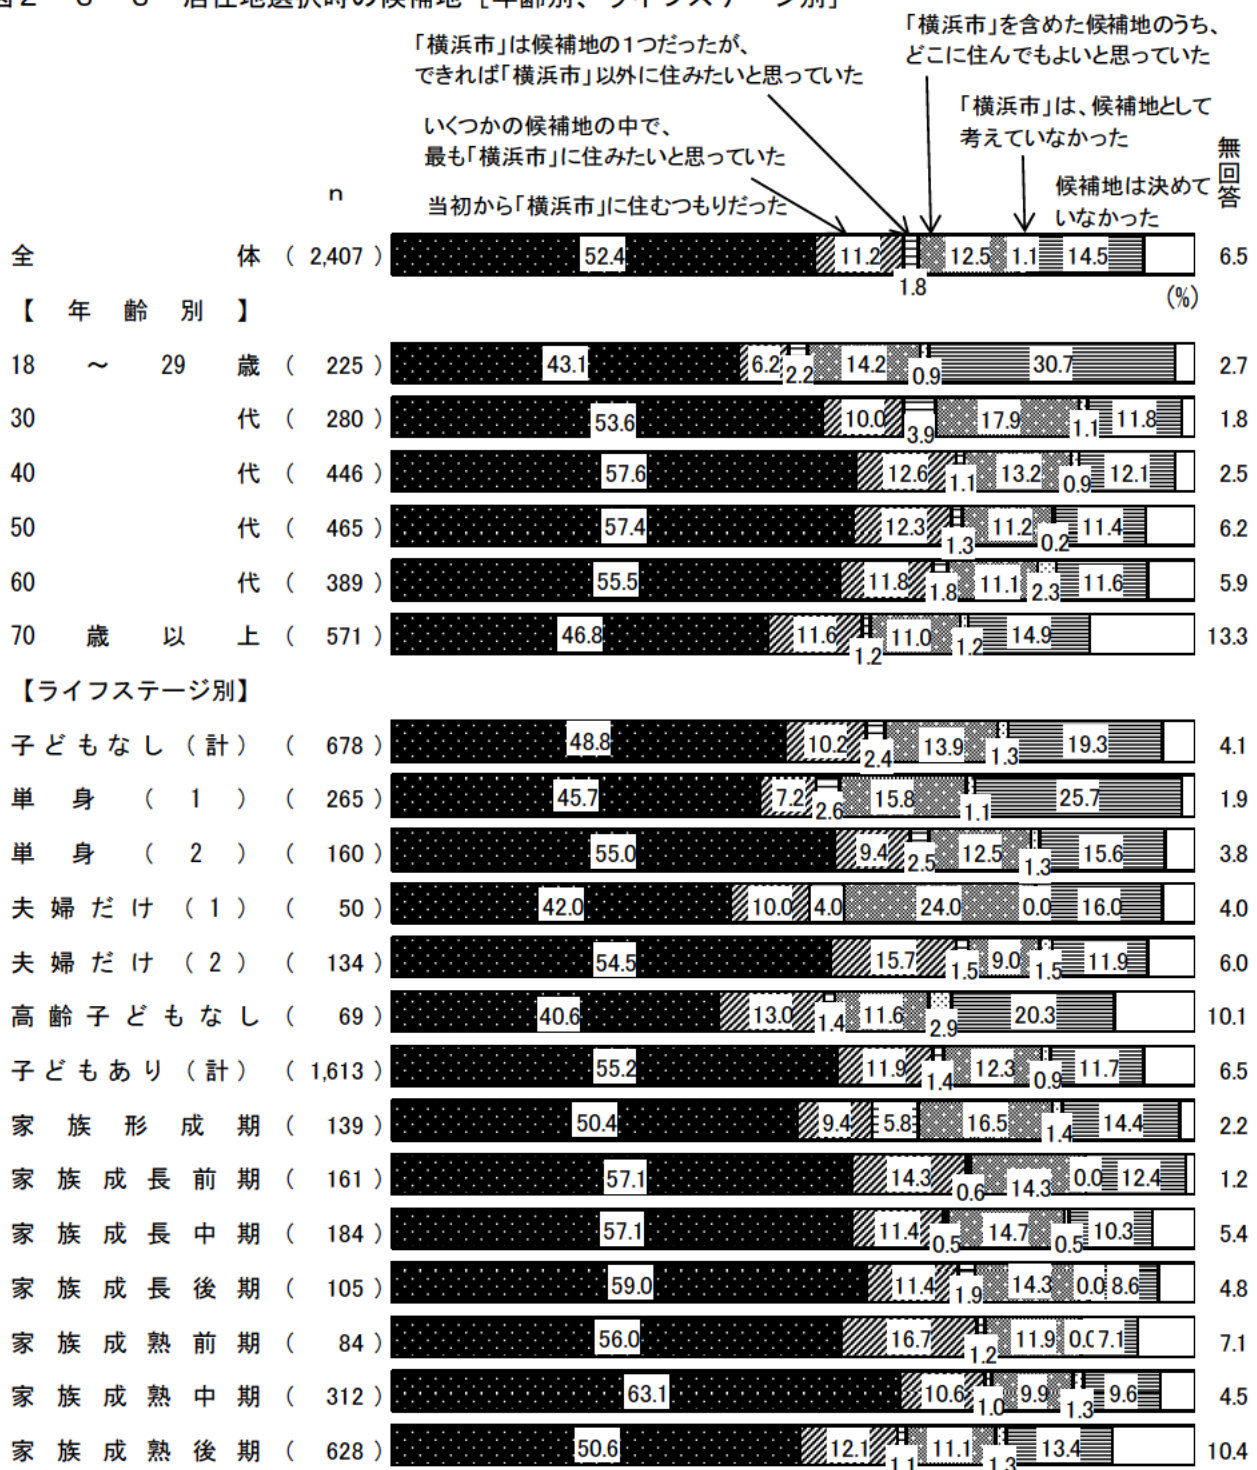 居住地選択時の候補地［年齢別、ライフステージ別］
「横浜市」を含めた候補地のうち、
どこに住んでもよいと思っていた
「横浜市」は候補地の１つだったが、
できれば「横浜市」以外に住みたいと思っていた
「横浜市」は、候補地として
考えていなかった
いくつかの候補地の中で、
最も「横浜市」に住みたいと思っていた
候補地は決めて
いなかった
無回答
n
当初から「横浜市」に住むつもりだった
全体 ( 2,407 ) 52.4 11.2 1.8 12.5 1.1 14.5 6.5
(%)
【年齢別】
18～29歳 ( 225 ) 43.1 6.2 2.2 14.2 0.9 30.7 2.7
30代 ( 280 ) 53.6 10.0 3.9 17.9 1.1 11.8 1.8
40代 ( 446 ) 57.6 12.6 1.1 13.2 0.9 12.1 2.5
50代 ( 465 ) 57.4 12.3 1.3 11.2 0.2 11.4 6.2
60代 ( 389 ) 55.5 11.8 1.8 11.1 2.3 11.6 5.9
70歳以上 ( 571 ) 46.8 11.6 1.2 11.0 1.2 14.9 13.3
【ライフステージ別】
子どもなし（計） ( 678 ) 48.8 10.2 2.4 13.9 1.3 19.3 4.1
単身（1） ( 265 ) 45.7 7.2 2.6 15.8 1.1 25.7 1.9
単身（2） ( 160 ) 55.0 9.4 2.5 12.5 1.3 15.6 3.8
夫婦だけ（1） ( 50 ) 42.0 10.0 4.0 24.0 0.0 16.0 4.0
夫婦だけ（2） ( 134 ) 54.5 15.7 1.5 9.0 1.5 11.9 6.0
高齢子どもなし ( 69 ) 40.6 13.0 1.4 11.6 2.9 20.3 10.1
子どもあり（計） ( 1,613 ) 55.2 11.9 1.4 12.3 0.9 11.7 6.5
家族形成期 ( 139 ) 50.4 9.4 5.8 16.5 1.4 14.4 2.2
家族成長前期 ( 161 ) 57.1 14.3 0.6 14.3 0.0 12.4 1.2
家族成長中期 ( 184 ) 57.1 11.4 0.5 14.7 0.5 10.3 5.4
家族成長後期 ( 105 ) 59.0 11.4 1.9 14.3 0.0 8.6 4.8
家族成熟前期 ( 84 ) 56.0 16.7 1.2 11.9 0.0 7.1 7.1
家族成熟中期 ( 312 ) 63.1 10.6 1.0 9.9 1.3 9.6 4.5
家族成熟後期 ( 628 ) 50.6 12.1 1.1 11.1 1.3 13.4 10.4